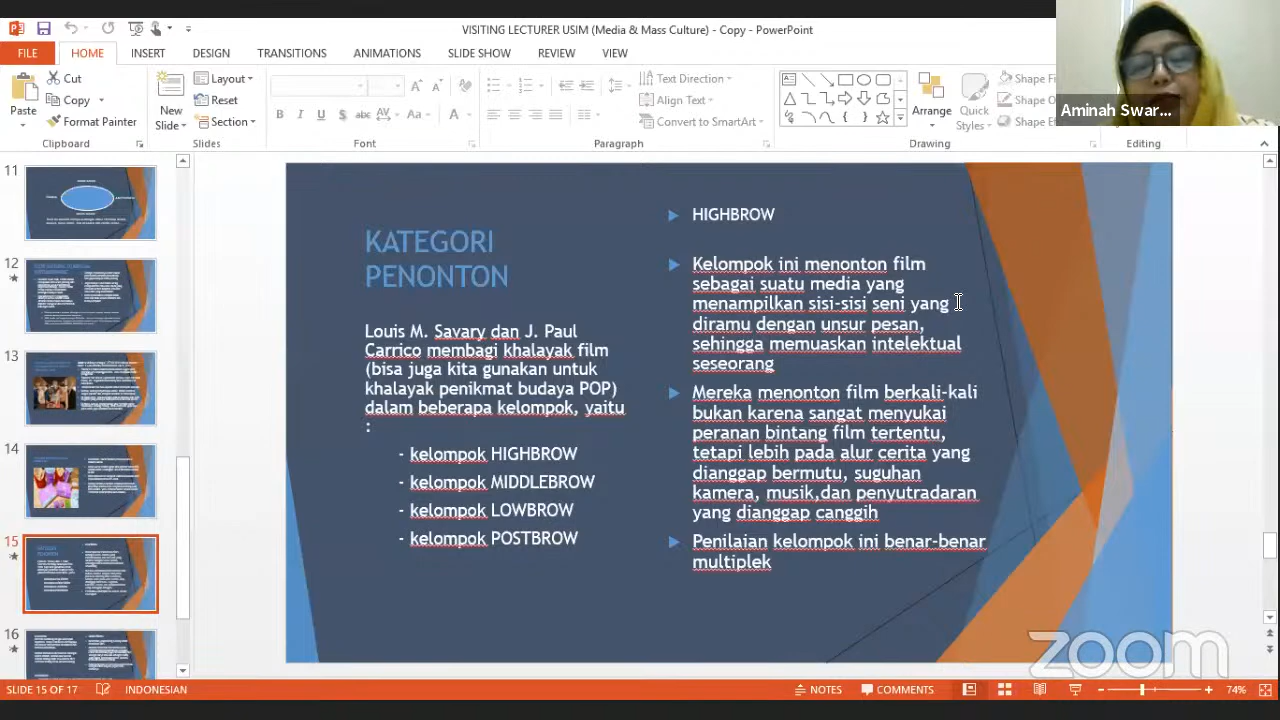 VISITING LECTURER USIM (Media & Mass Culture) - Copy - PowerPoint
FILE
HOME
INSERT
DESIGN
TRANSITIONS
ANIMATIONS
SLIDE SHOW
REVIEW
VIEW
Paste
Cut
Copy
Format Painter
Clipboard
New
Slide
Layout
Reset
Section
Slides
B I U S abc AV Aa A
Font
Text Direction
Align Text
Convert to SmartArt
Paragraph
Arrange
Quick
Styles
Shape
Shape
Shape
Drawing
Editing
Aminah Swar...
11
12
13
14
15
16
KATEGORI
PENONTON
Louis M. Savary dan J. Paul
Carrico membagi khalayak film
(bisa juga kita gunakan untuk
khalayak penikmat budaya POP)
dalam beberapa kelompok, yaitu
:
- kelompok HIGHBROW
- kelompok MIDDLEBROW
- kelompok LOWBROW
- kelompok POSTBROW
HIGHBROW
Kelompok ini menonton film
sebagai suatu media yang
menampilkan sisi-sisi seni yang
diramu dengan unsur pesan,
sehingga memuaskan intelektual
seseorang
Mereka menonton film berkali-kali
bukan karena sangat menyukai
peranan bintang film tertentu,
tetapi lebih pada alur cerita yang
dianggap bermutu, suguhan
kamera, musik,dan penyutradaran
yang dianggap canggih
Penilaian kelompok ini benar-benar
multiplek
zoom
SLIDE 15 OF 17
INDONESIAN
NOTES
COMMENTS
74%